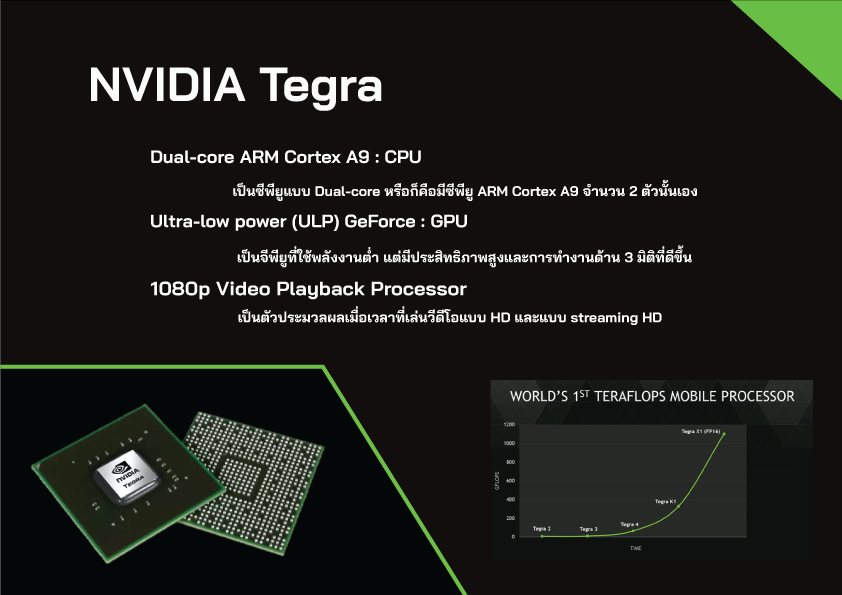 NVIDIA Tegra
Dual-core ARM Cortex A9 : CPU
เป็นซีพียูแบบ Dual-core หรือก็คือมีซีพียู ARM Cortex A9 จำนวน 2 ตัวนั้นเอง
Ultra-low power (ULP) GeForce : GPU
เป็นจีพียูที่ใช้พลังงานต่ำ แต่มีประสิทธิภาพสูงและการทำงานด้าน 3 มิติที่ดีขึ้น
1080p Video Playback Processor
เป็นตัวประมวลผลเมื่อเวลาที่เล่นวีดีโอแบบ HD และแบบ streaming HD
NVIDIA
TEGRA
WORLD'S 1ST TERAFLOPS MOBILE PROCESSOR
1200
1000
800
600
400
200
0
GFLOPS
Tegra 2
Tegra 3
Tegra 4
Tegra K1
Tegra X1 (FP16)
TIME